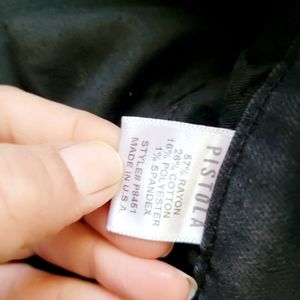 PISTOLA
57% RAYON
26% COTTON
16% POLYESTER
1% SPANDEX
STYLE# P8451
MADE IN U.S.A